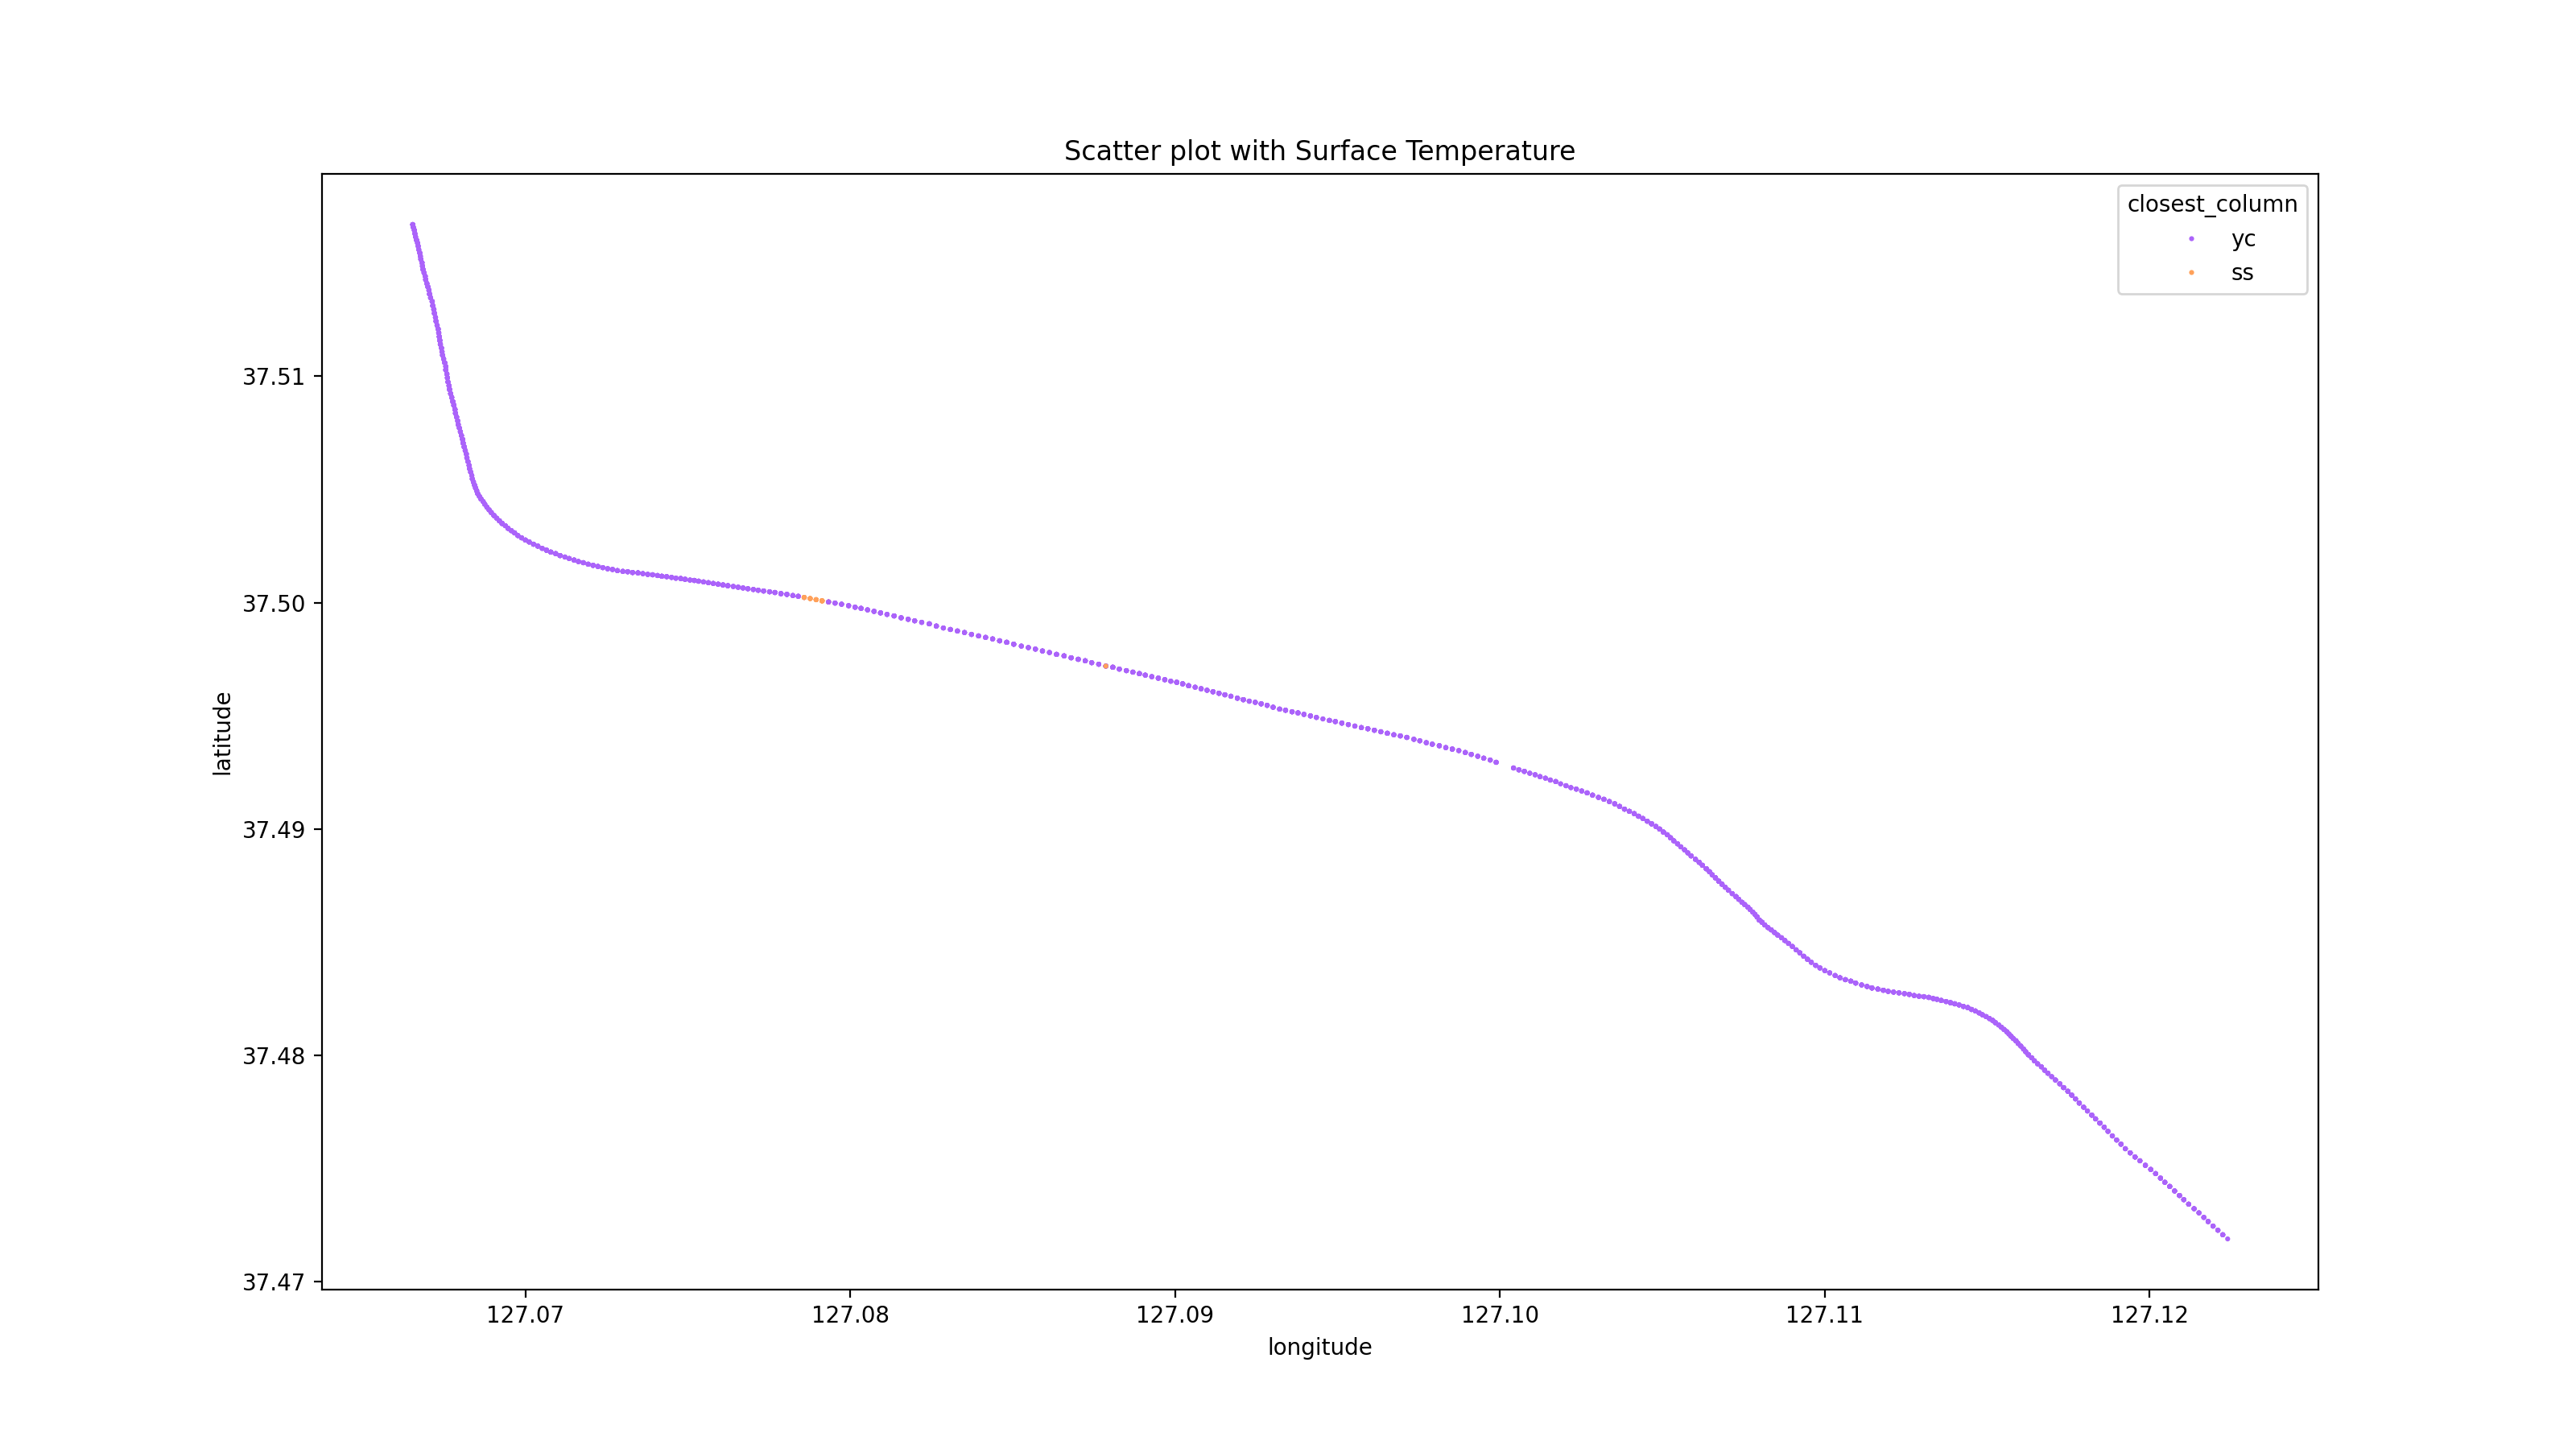 Scatter plot with Surface Temperature
closest_column
yc
ss
37.51
37.50
37.49
37.48
37.47
latitude
127.07 127.08 127.09 127.10 127.11 127.12
longitude